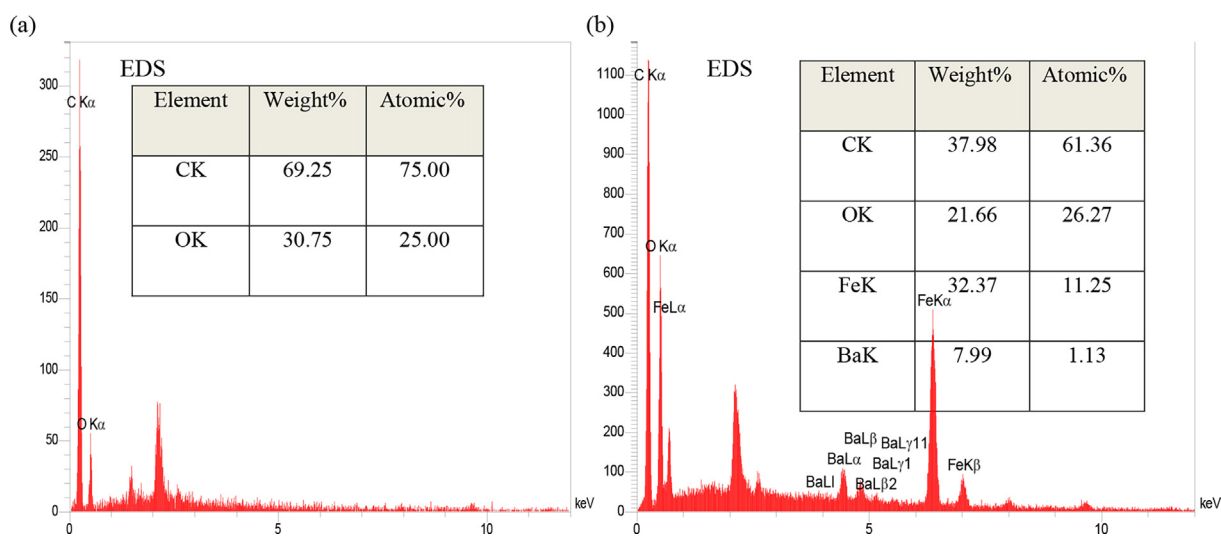 (a)
EDS
C Kα
O Kα
Element Weight% Atomic%
CK 69.25 75.00
OK 30.75 25.00
300
250
200
150
100
50
0
0 5 10
keV
(b)
EDS
C Kα
O Kα
FeLα
Element Weight% Atomic%
CK 37.98 61.36
OK 21.66 26.27
FeK 32.37 11.25
BaK 7.99 1.13
FeKα
BaLβ BaLγ11
BaLα BaLγ1
BaLl BaLβ2
FeKβ
1100
1000
900
800
700
600
500
400
300
200
100
0
0 5 10
keV